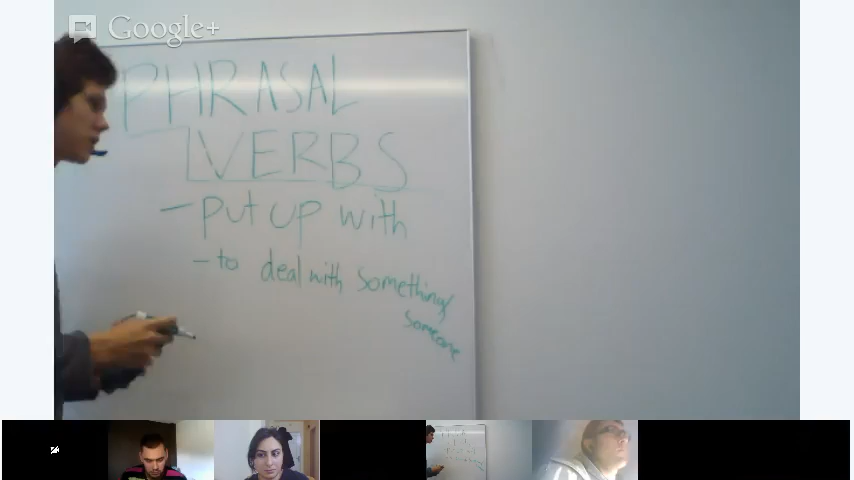 Google+
PHRASAL
VERBS
- put up with
- to deal with something/
someone